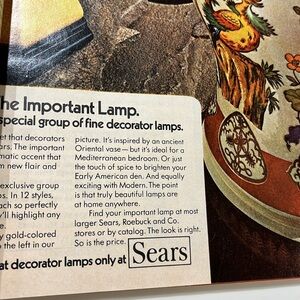 he Important Lamp.
special group of fine decorator lamps.
et that decorators
rs. The important
matic accent that
m new flair and
exclusive group
os. In 12 styles,
ach so perfectly
y'll highlight any
e.
y gold-colored
o the left in our
picture. It's inspired by an ancient
Oriental vase—but it's ideal for a
Mediterranean bedroom. Or just
the touch of spice to brighten your
Early American den. And equally
exciting with Modern. The point
is that truly beautiful lamps are
at home anywhere.
Find your important lamp at most
larger Sears, Roebuck and Co.
stores or by catalog. The look is right.
So is the price.
at decorator lamps only at Sears